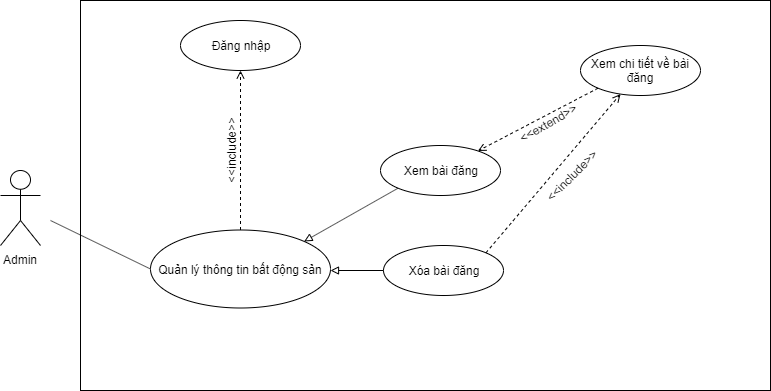 Đăng nhập
Xem chi tiết về bài
đăng
<<extend>>
<<include>>
Xem bài đăng
<<include>>
Admin
Quản lý thông tin bất động sản
Xóa bài đăng